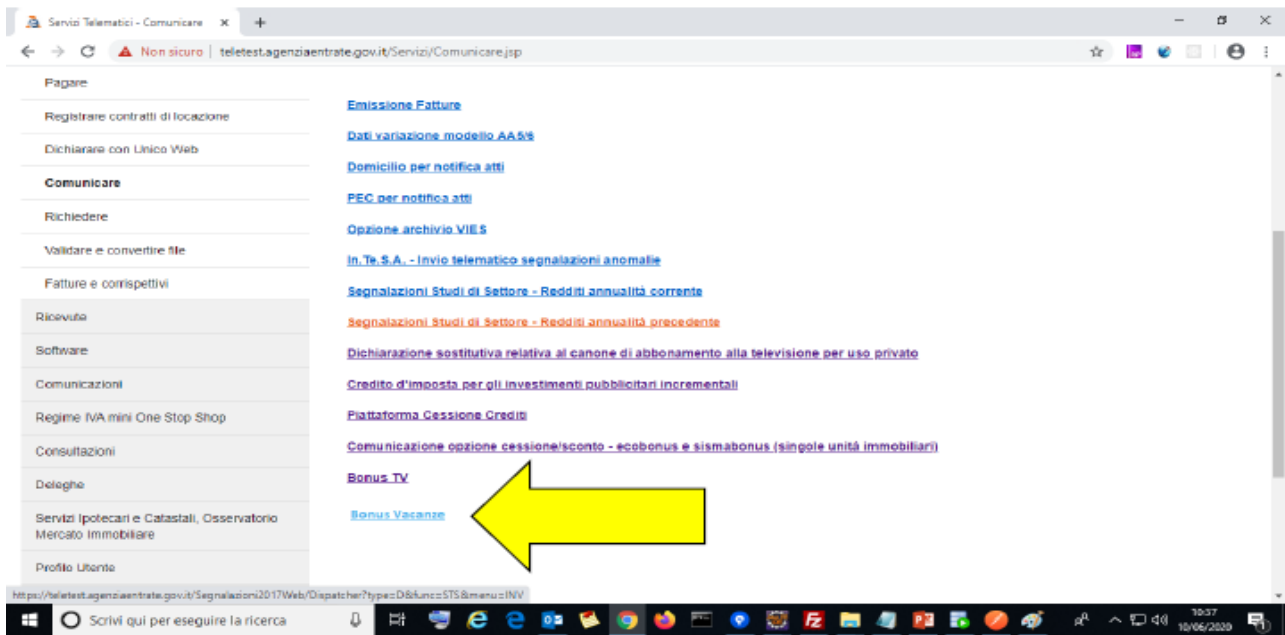 Servizi Telematici - Comunicare
Non sicuro | teletest.agenziaentrate.gov.it/Servizi/Comunicare.jsp
Pagare
Registrare contratti di locazione
Dichiarare con Unico Web
Comunicare
Richiedere
Validare e convertire file
Fatture e corrispettivi
Ricevute
Software
Comunicazioni
Regime IVA mini One Stop Shop
Consultazioni
Deleghe
Servizi Ipotecari e Catastali, Osservatorio
Mercato Immobiliare
Profilo Utente
Emissione Fatture
Dati variazione modello AA5/6
Domicilio per notifica atti
PEC per notifica atti
Opzione archivio VIES
In.Te.S.A. - Invio telematico segnalazioni anomalie
Segnalazioni Studi di Settore - Redditi annualità corrente
Segnalazioni Studi di Settore - Redditi annualità precedente
Dichiarazione sostitutiva relativa al canone di abbonamento alla televisione per uso privato
Credito d'imposta per gli investimenti pubblicitari incrementali
Piattaforma Cessione Crediti
Comunicazione opzione cessione/sconto - ecobonus e sismabonus (singole unità immobiliari)
Bonus TV
Bonus Vacanze
https://teletest.agenziaentrate.gov.it/Segnalazioni2017Web/Dispatcher?type=D&func=STS&menu=INIV
Scrivi qui per eseguire la ricerca
10:37
10/06/2020